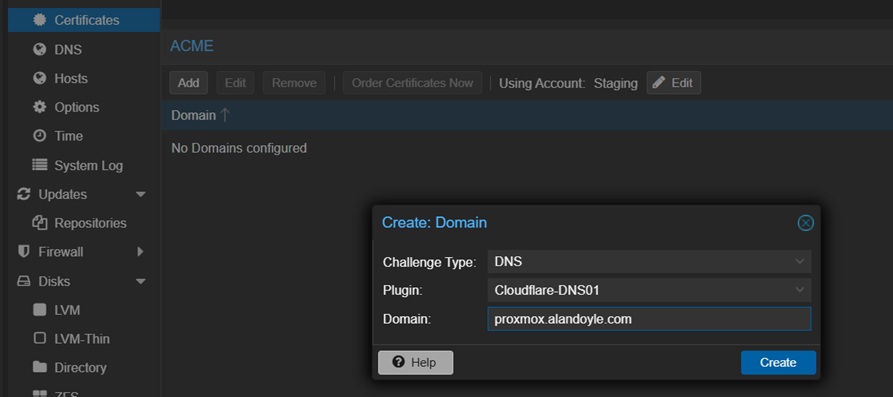 Certificates
DNS
Hosts
Options
Time
System Log
Updates
Repositories
Firewall
Disks
LVM
LVM-Thin
Directory
ZFS
ACME
Add Edit Remove Order Certificates Now Using Account: Staging Edit
Domain
No Domains configured
Create: Domain
Challenge Type: DNS
Plugin: Cloudflare-DNS01
Domain: proxmox.alandoyle.com
Help Create